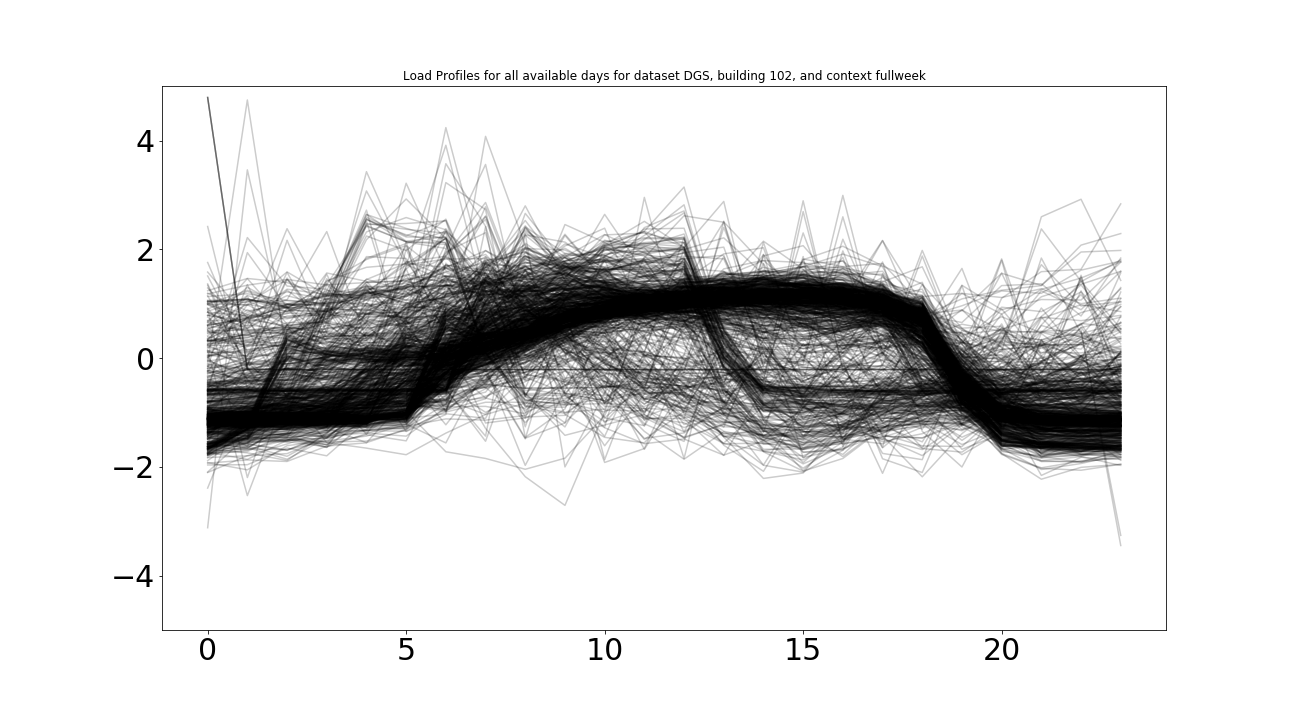 Load Profiles for all available days for dataset DGS, building 102, and context fullweek
4
2
0
−2
−4
0 5 10 15 20